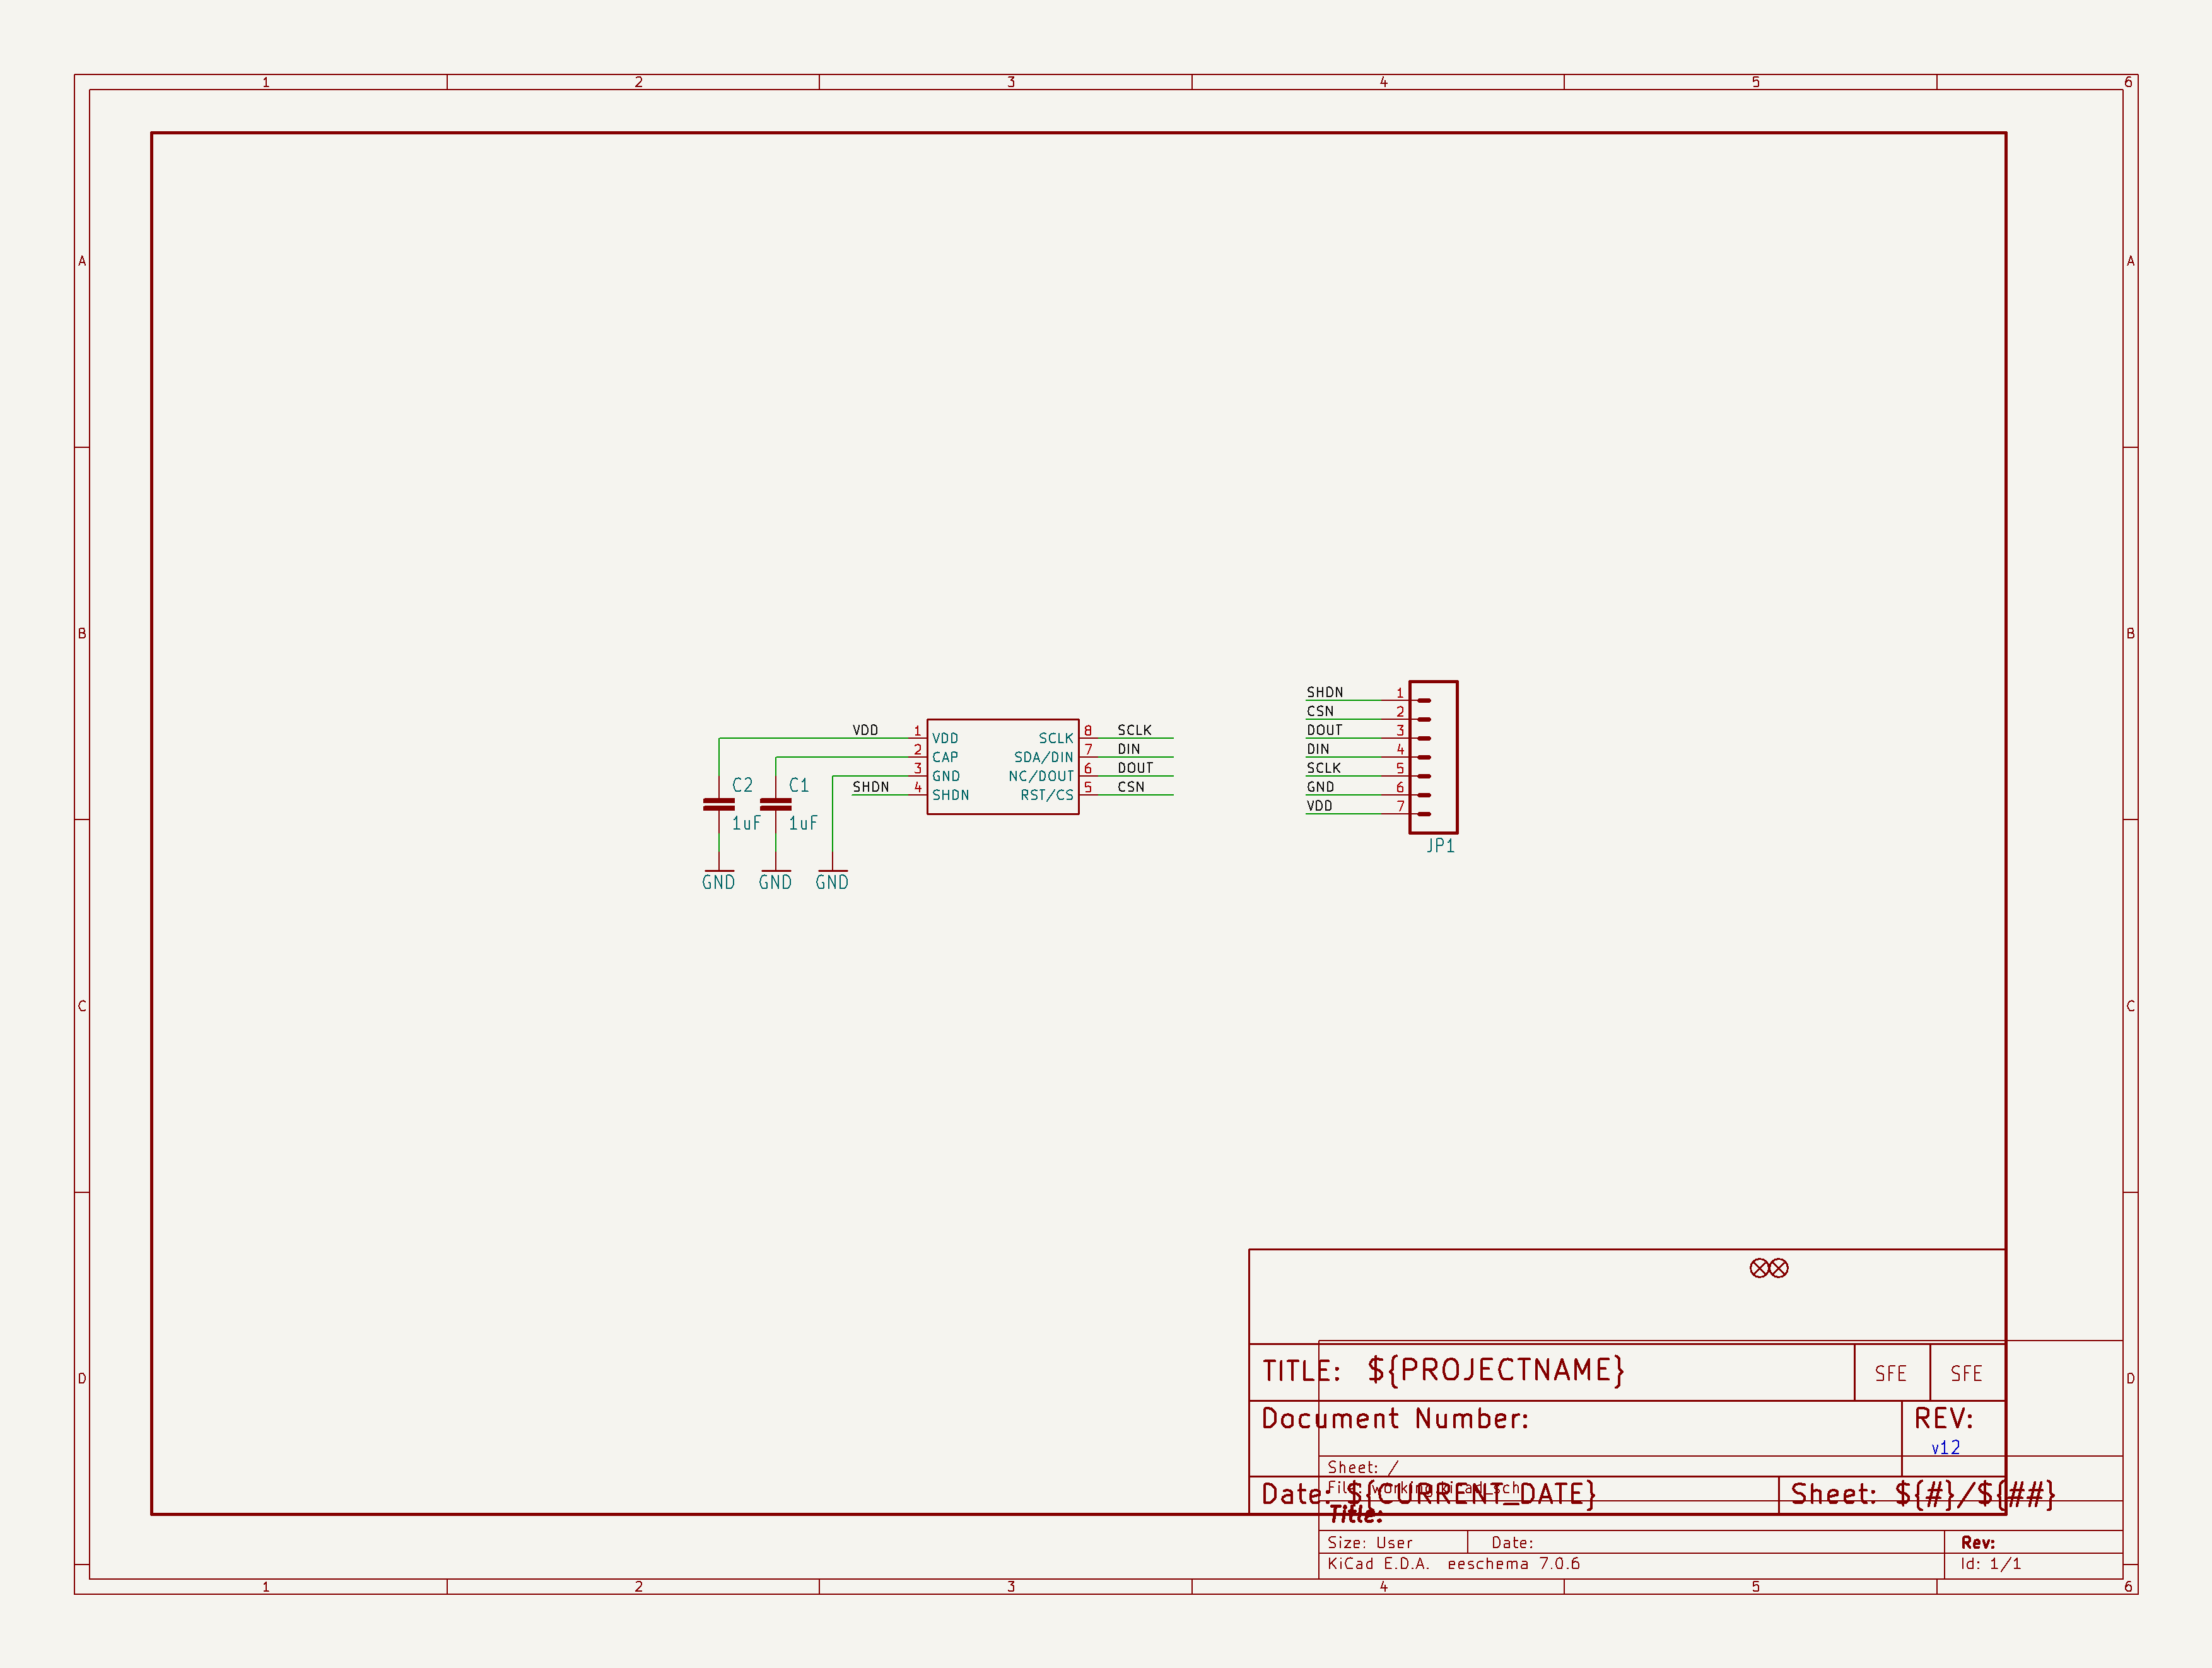 1 2 3 4 5 6
A A
B B
SHDN 1
CSN 2
DOUT 3
DIN 4
SCLK 5
GND 6
VDD 7
JP1
VDD 1 VDD SCLK 8 SCLK
2 CAP SDA/DIN 7 DIN
3 GND NC/DOUT 6 DOUT
SHDN 4 SHDN RST/CS 5 CSN
C2 C1
1uF 1uF
GND GND GND
C C
D D
TITLE: ${PROJECTNAME} SFE SFE
Document Number: REV:
v12
Sheet: /
File: working.kicad_sch
Date: ${CURRENT_DATE} Sheet: ${#}/${##}
Title:
Size: User Date: Rev:
KiCad E.D.A. eeschema 7.0.6 Id: 1/1
1 2 3 4 5 6